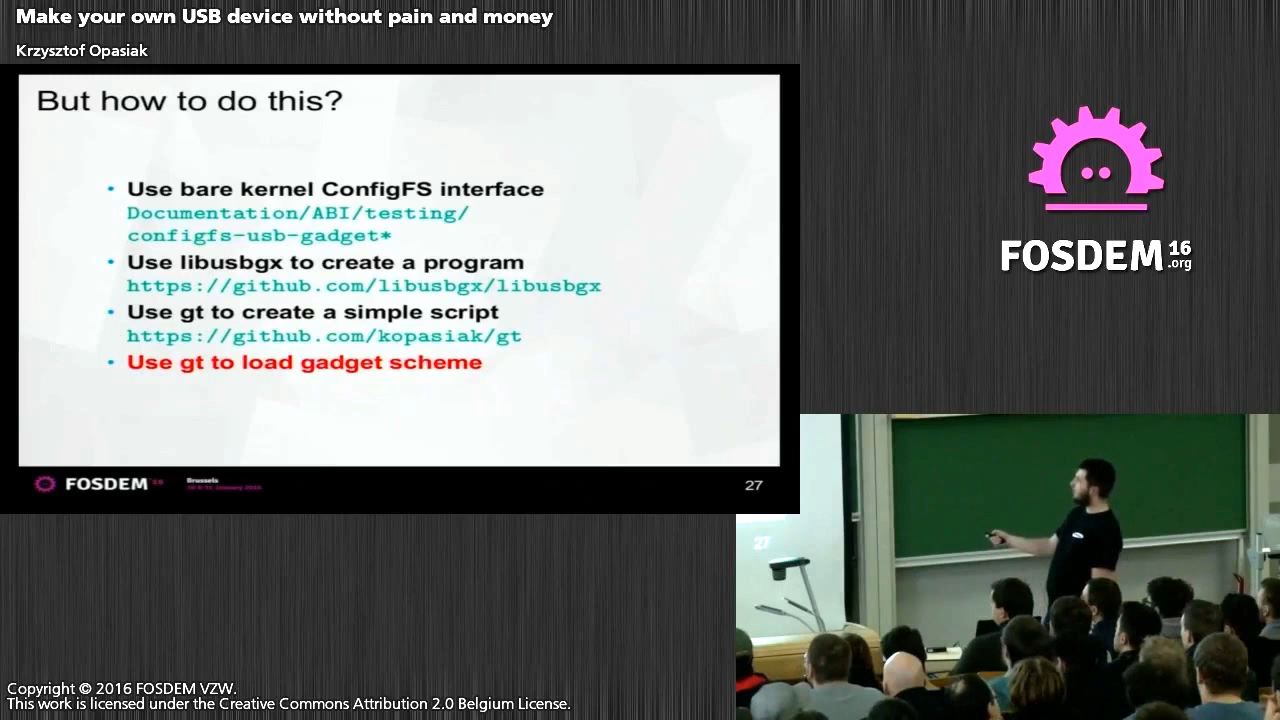 Make your own USB device without pain and money
Krzysztof Opasiak
But how to do this?
• Use bare kernel ConfigFS interface
Documentation/ABI/testing/
configfs-usb-gadget*
• Use libusbgx to create a program
https://github.com/libusbgx/libusbgx
• Use gt to create a simple script
https://github.com/kopasiak/gt
• Use gt to load gadget scheme
FOSDEM
Brussels
27
FOSDEM 16
.org
27
Copyright © 2016 FOSDEM VZW.
This work is licensed under the Creative Commons Attribution 2.0 Belgium License.